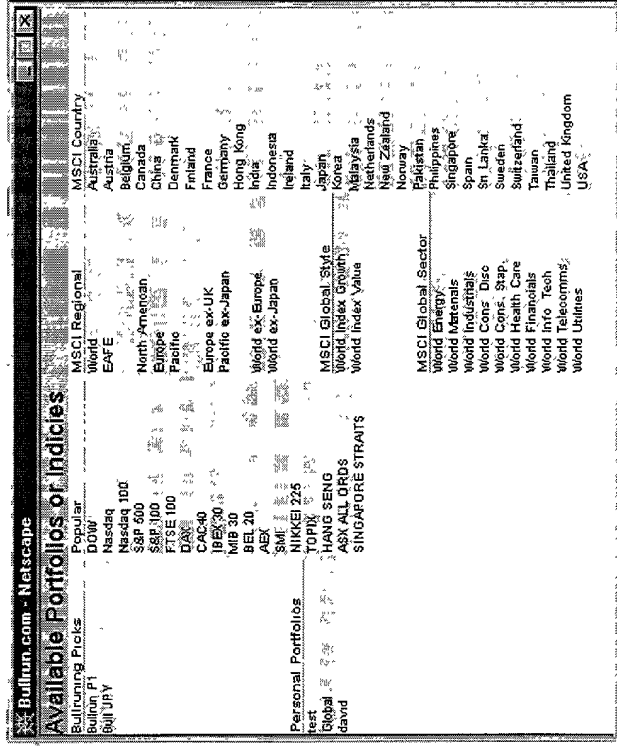 Bullrun.com - Netscape
Available Portfolios or Indicies
Bullruning Picks
Bullrun P1
Personal Portfolios
test
Global
david
Popular
DOW
Nasdaq
Nasdaq 100
S&P 500
S&P 100
FTSE 100
DAX
CAC40
IBEX 30
MIB 30
BEL 20
AEX
SMI
NIKKEI 225
TOPIX
HANG SENG
ASX ALL ORDS
SINGAPORE STRAITS
MSCI Regional
World
EAFE
North American
Europe
Pacific
Europe ex-UK
Pacific ex-Japan
World ex-Europe
World ex-Japan
MSCI Global Style
World Index Growth
World Index Value
MSCI Global Sector
World Energy
World Materials
World Industrials
World Cons. Disc
World Cons. Stap.
World Health Care
World Financials
World Info Tech
World Telecomms
World Utilities
MSCI Country
Australia
Austria
Belgium
Canada
China
Denmark
Finland
France
Germany
Hong Kong
India
Indonesia
Ireland
Italy
Japan
Korea
Malaysia
Netherlands
New Zealand
Norway
Pakistan
Philippines
Singapore
Spain
Sri Lanka
Sweden
Switzerland
Taiwan
Thailand
United Kingdom
USA